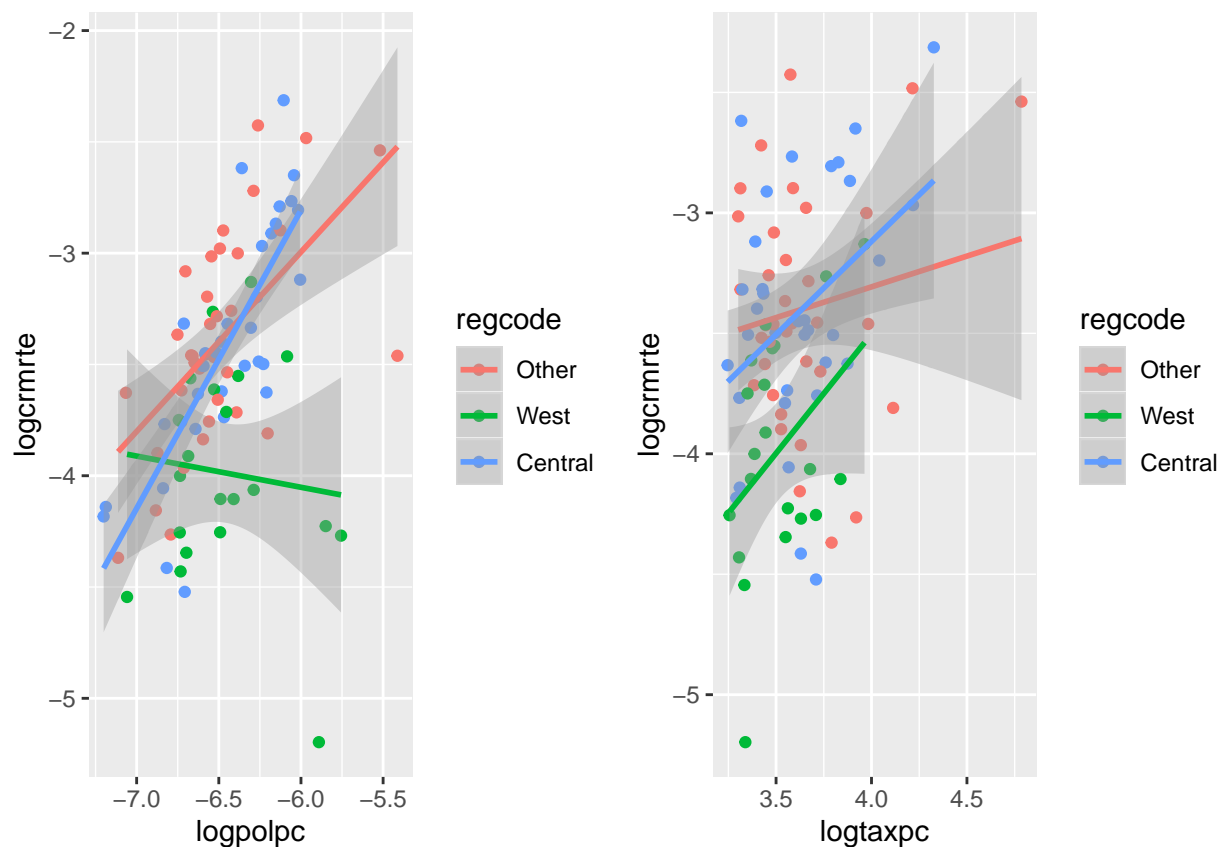 −2
−3
−4
−5
logcrmrte
−7.0 −6.5 −6.0 −5.5
logpolpc
regcode
Other
West
Central
−3
−4
−5
logcrmrte
3.5 4.0 4.5
logtaxpc
regcode
Other
West
Central